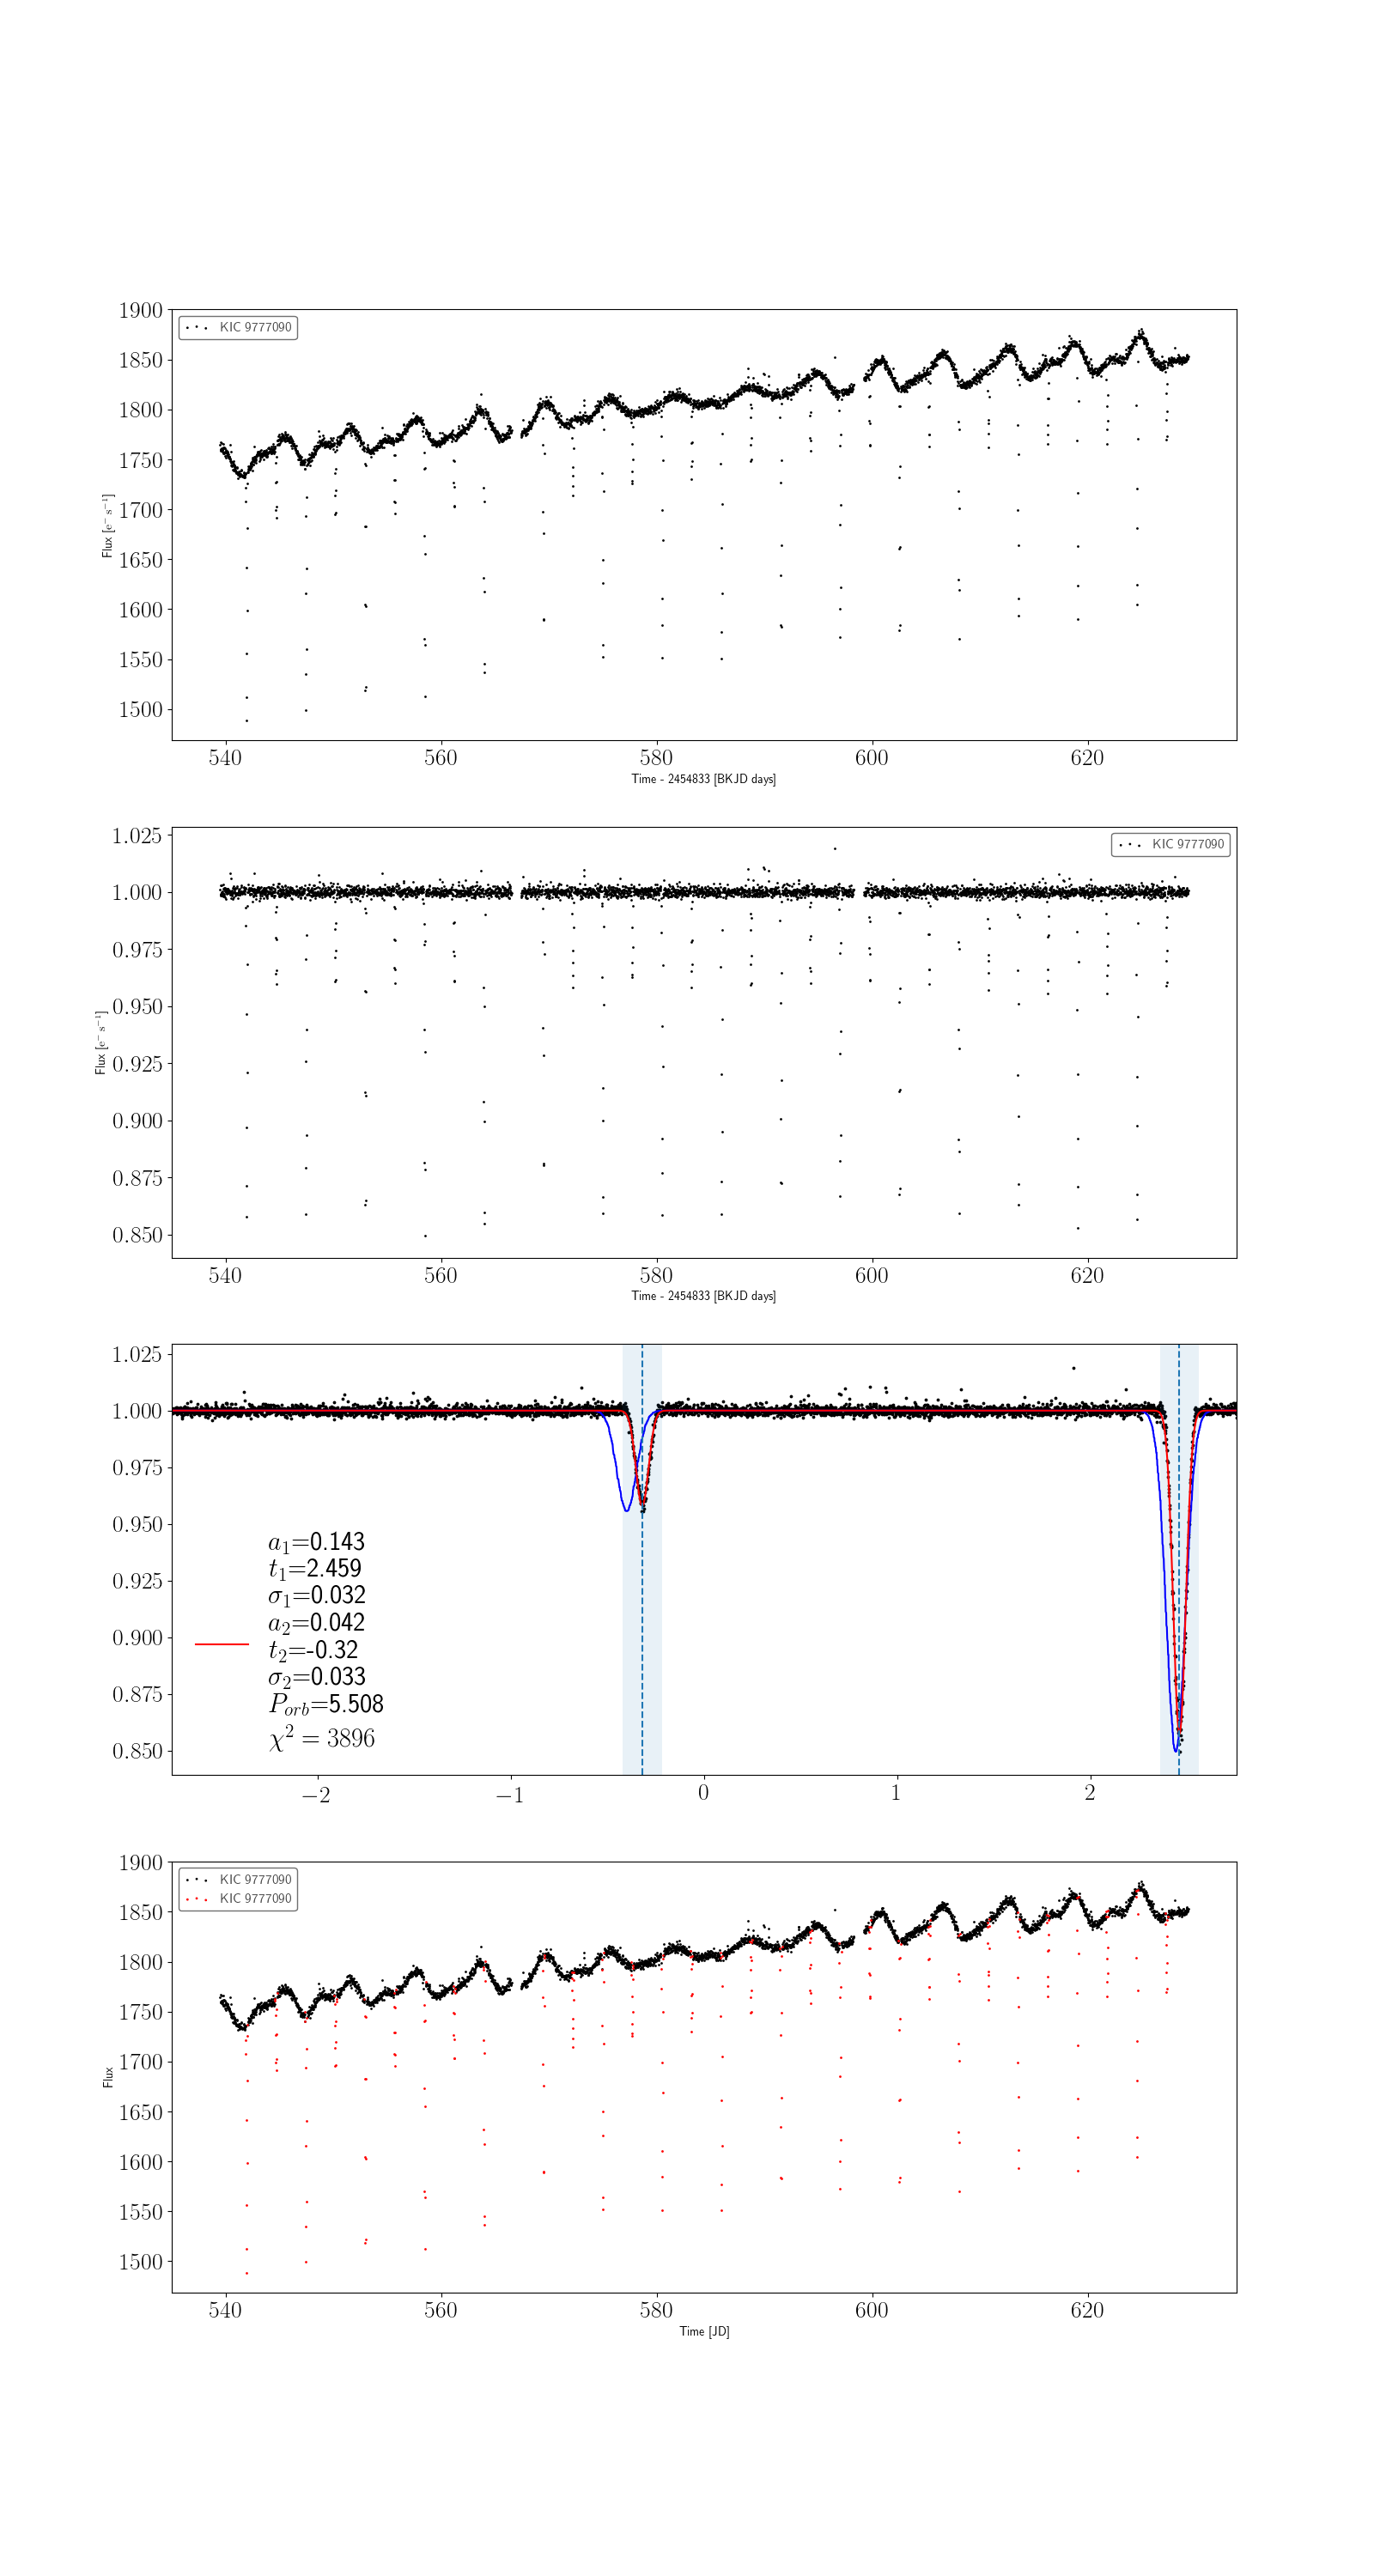 1900
KIC 9777090
1850
1800
1750
1700
1650
1600
1550
1500
Flux [e⁻ s⁻¹]
540 560 580 600 620
Time - 2454833 [BKJD days]
1.025
KIC 9777090
1.000
0.975
0.950
0.925
0.900
0.875
0.850
Flux [e⁻ s⁻¹]
540 560 580 600 620
Time - 2454833 [BKJD days]
1.025
1.000
0.975
0.950
0.925
0.900
0.875
0.850
a₁=0.143
t₁=2.459
σ₁=0.032
a₂=0.042
t₂=-0.32
σ₂=0.033
Pₒᵣb=5.508
χ² = 3896
−2 −1 0 1 2
1900
KIC 9777090
KIC 9777090
1850
1800
1750
1700
1650
1600
1550
1500
Flux
540 560 580 600 620
Time [JD]